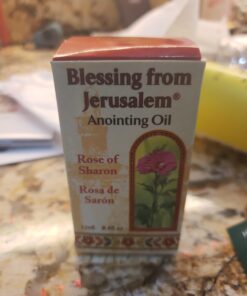 Blessing from
Jerusalem®
Anointing Oil
Rose of
Sharon
Rosa de
Sarón